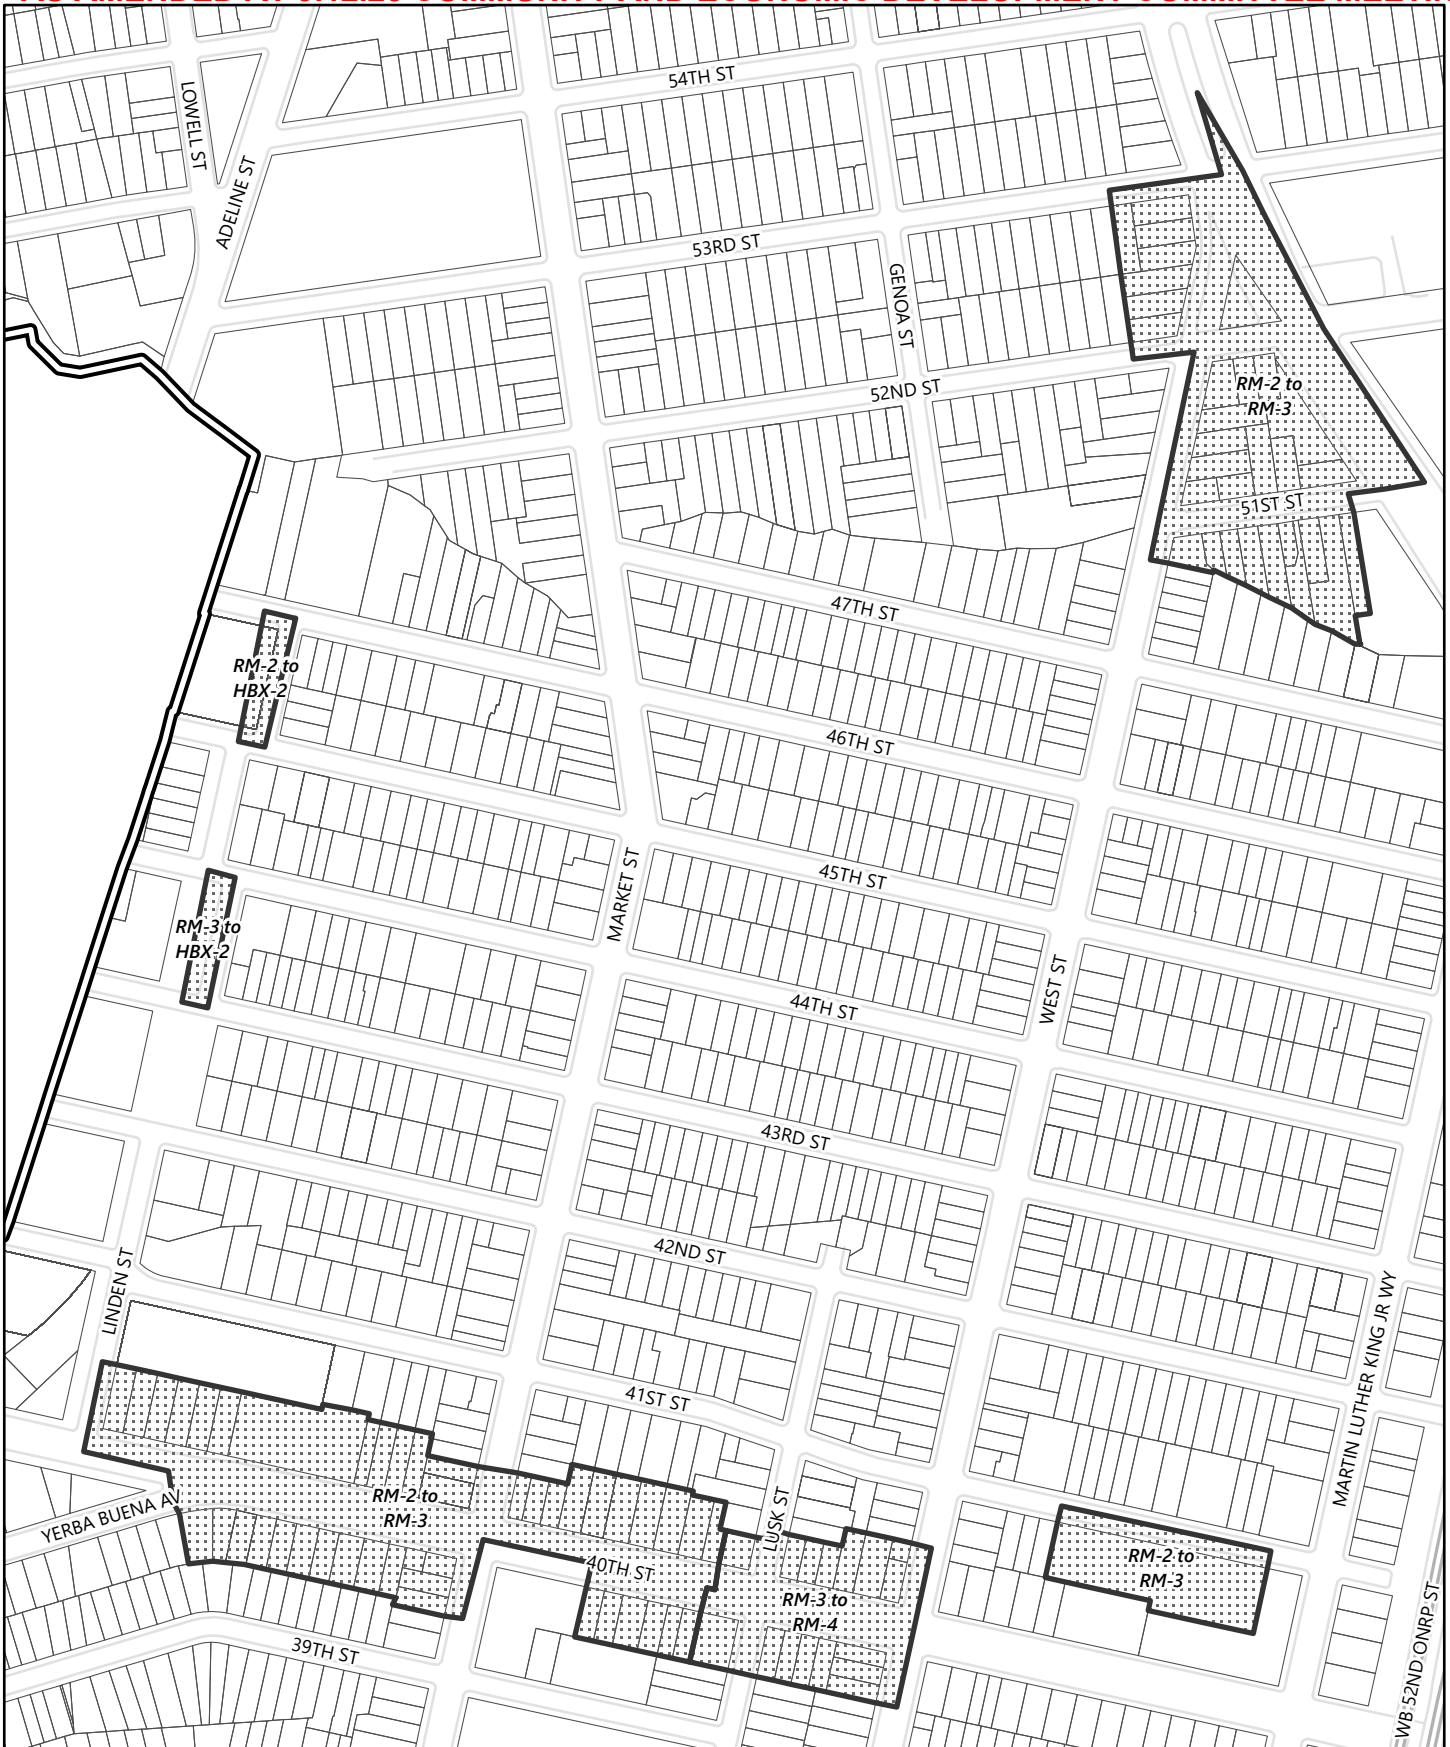 54TH ST
LOWELL ST
ADELINE ST
53RD ST
GENOA ST
52ND ST
RM-2 to
RM-3
51ST ST
47TH ST
RM-2 to
HBX-2
46TH ST
MARKET ST
45TH ST
RM-3 to
HBX-2
WEST ST
44TH ST
43RD ST
42ND ST
LINDEN ST
MARTIN LUTHER KING JR WY
41ST ST
RM-2 to
RM-3
YERBA BUENA AV
LUSK ST
40TH ST
RM-3 to
RM-4
RM-2 to
RM-3
39TH ST
WB 52ND ONRP ST